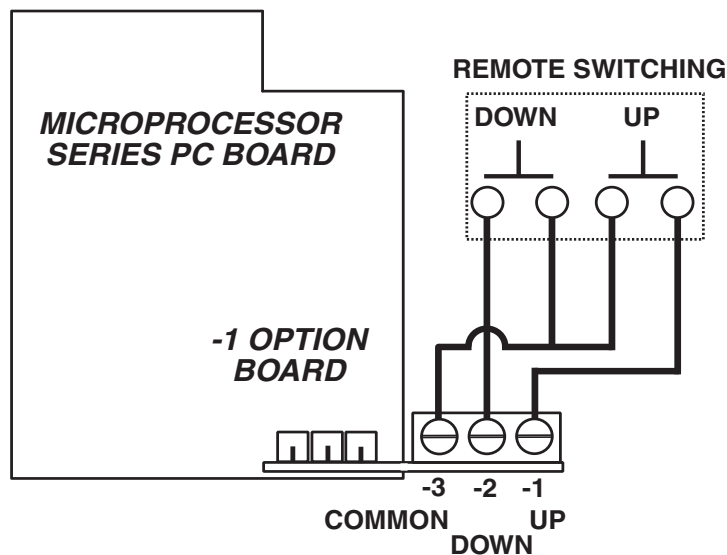 REMOTE SWITCHING
DOWN UP
MICROPROCESSOR
SERIES PC BOARD
-1 OPTION
BOARD
-3 -2 -1
COMMON UP
DOWN